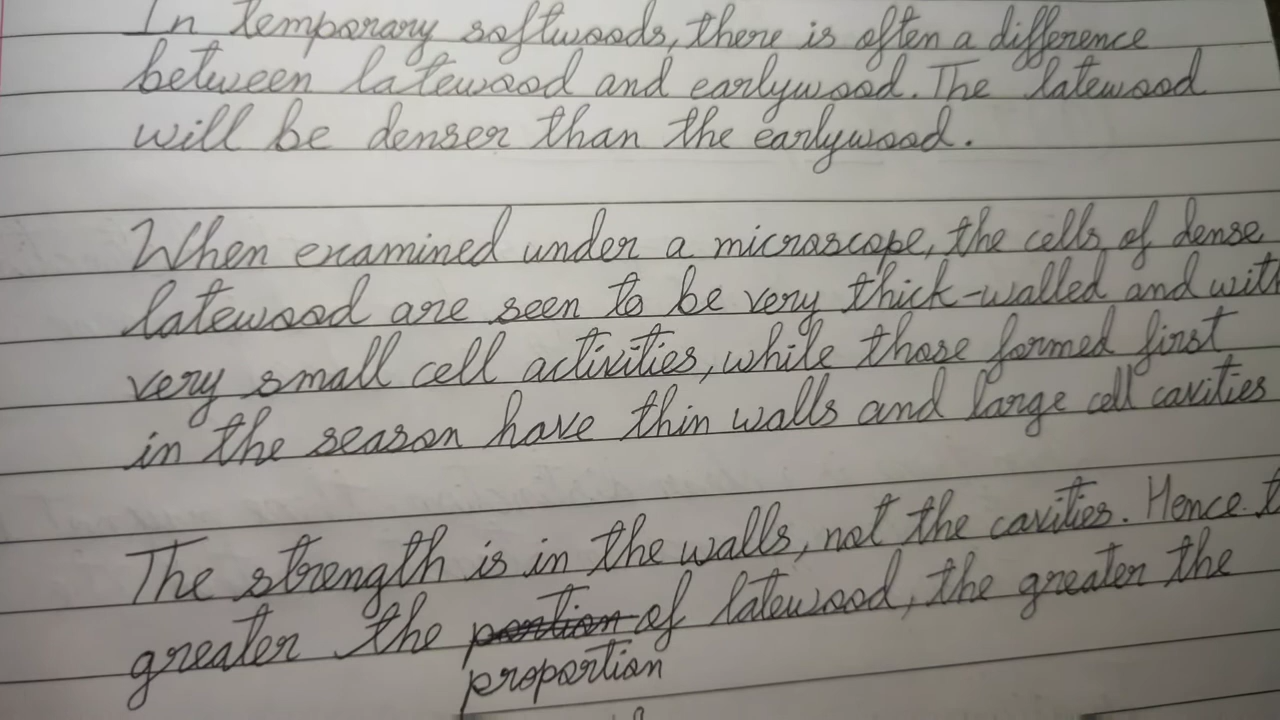 In temporary softwoods, there is often a difference
between latewood and earlywood. The latewood
will be denser than the earlywood.
When examined under a microscope, the cells of dense
latewood are seen to be very thick-walled and with
very small cell activities, while those formed first
in the season have thin walls and large cell cavities
The strength is in the walls, not the cavities. Hence t
greater the portion of latewood, the greater the
proportion